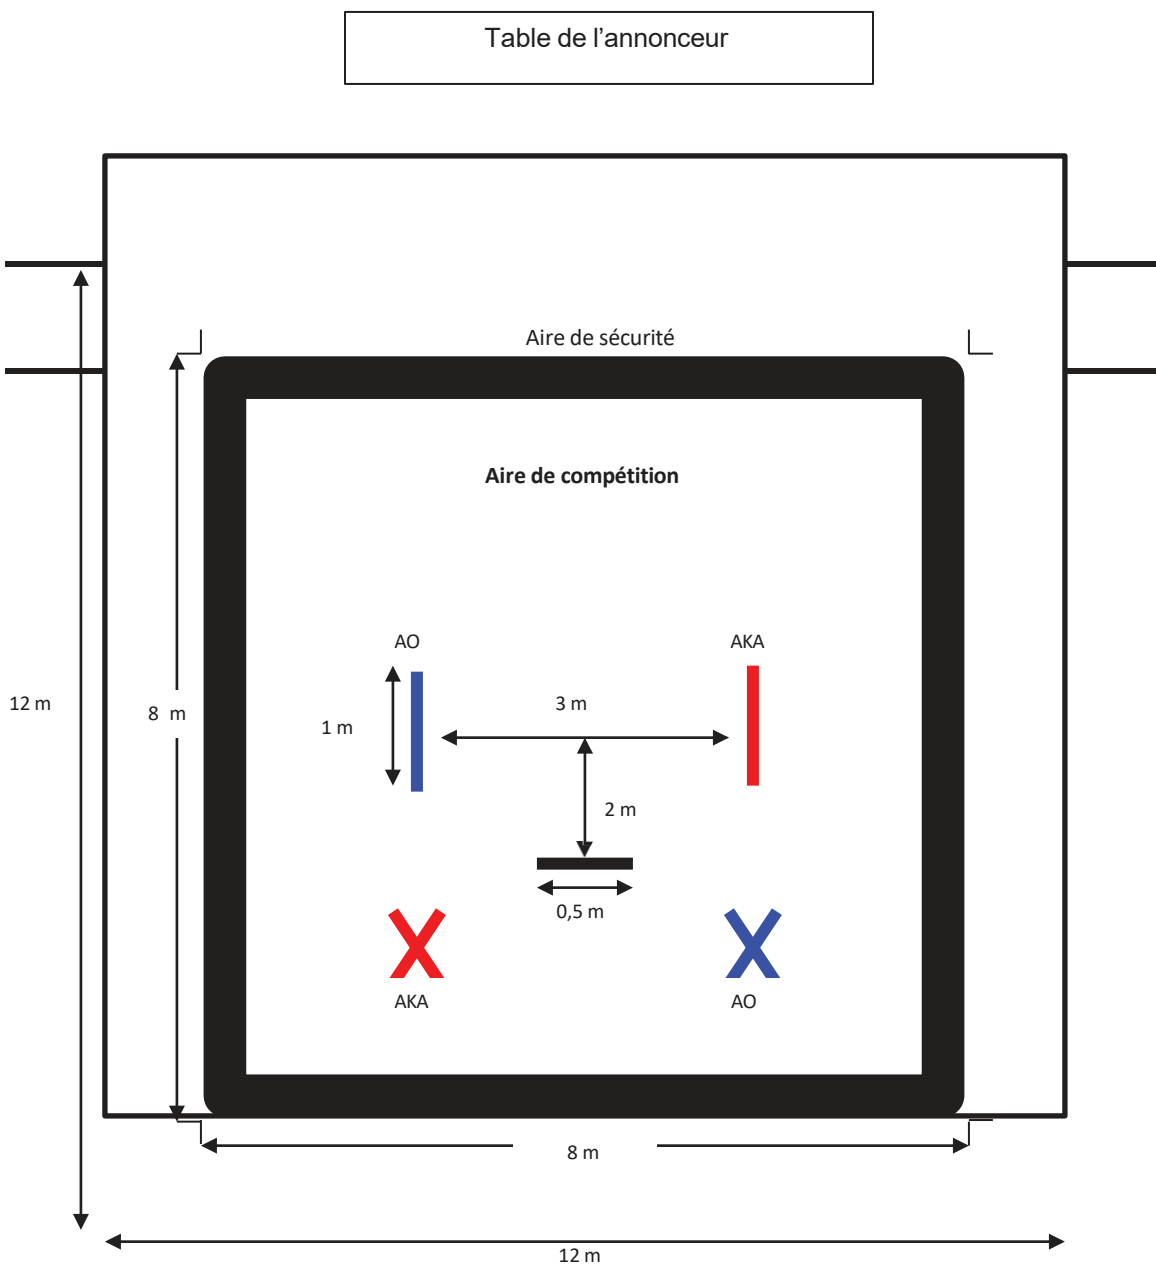 Table de l’annonceur
Aire de sécurité
Aire de compétition
AO
AKA
12 m
8 m
3 m
1 m
2 m
0,5 m
AKA
AO
8 m
12 m